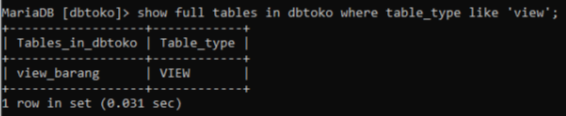 MariaDB [dbtoko]> show full tables in dbtoko where table_type like 'view';
+------------------+------------+
| Tables_in_dbtoko | Table_type |
+------------------+------------+
| view_barang      | VIEW       |
+------------------+------------+
1 row in set (0.031 sec)